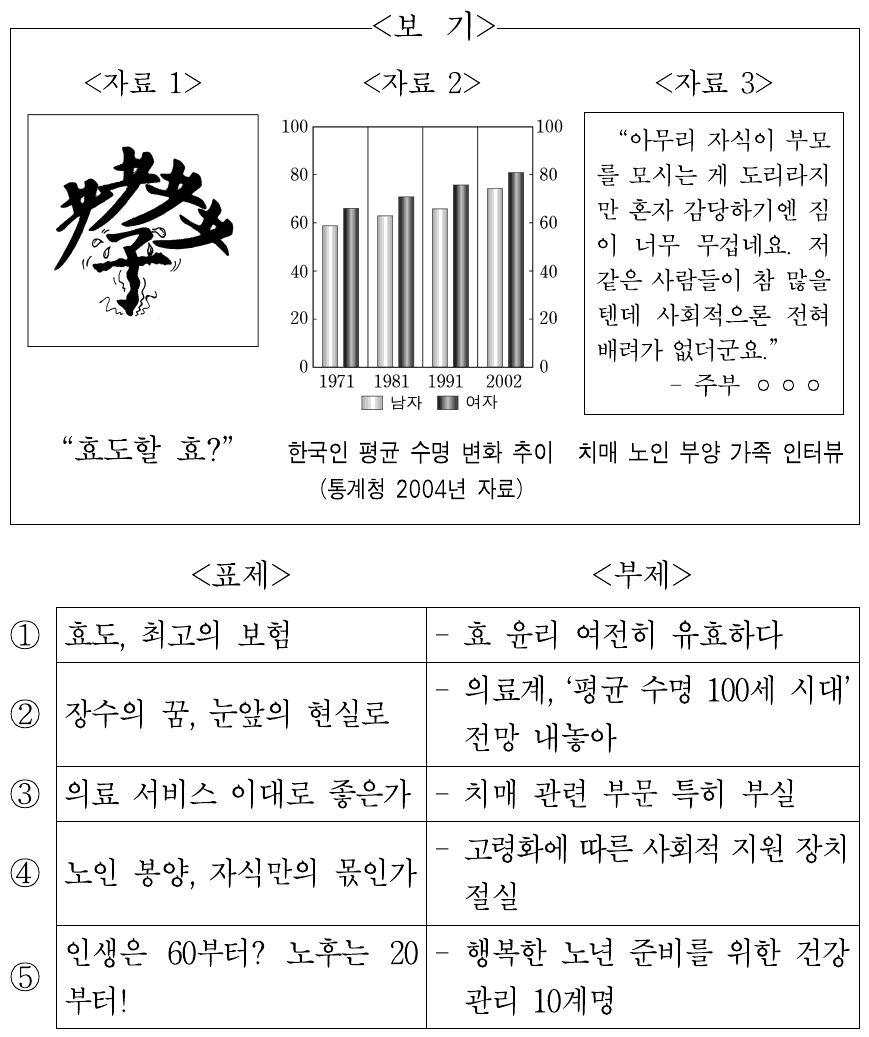 <보 기>
<자료 1>
<자료 2>
<자료 3>
100
80
60
40
20
0
100
80
60
40
20
0
1971 1981 1991 2002
남자 여자
“아무리 자식이 부모
를 모시는 게 도리라지
만 혼자 감당하기엔 짐
이 너무 무겁네요. 저
같은 사람들이 참 많을
텐데 사회적으론 전혀
배려가 없더군요.”
- 주부 ○○○
“효도할 효?”
한국인 평균 수명 변화 추이
(통계청 2004년 자료)
치매 노인 부양 가족 인터뷰
<표제> <부제>
① 효도, 최고의 보험 - 효 윤리 여전히 유효하다
② 장수의 꿈, 눈앞의 현실로 - 의료계, ‘평균 수명 100세 시대’
전망 내놓아
③ 의료 서비스 이대로 좋은가 - 치매 관련 부문 특히 부실
④ 노인 봉양, 자식만의 몫인가 - 고령화에 따른 사회적 지원 장치
절실
⑤ 인생은 60부터? 노후는 20
부터!
- 행복한 노년 준비를 위한 건강
관리 10계명